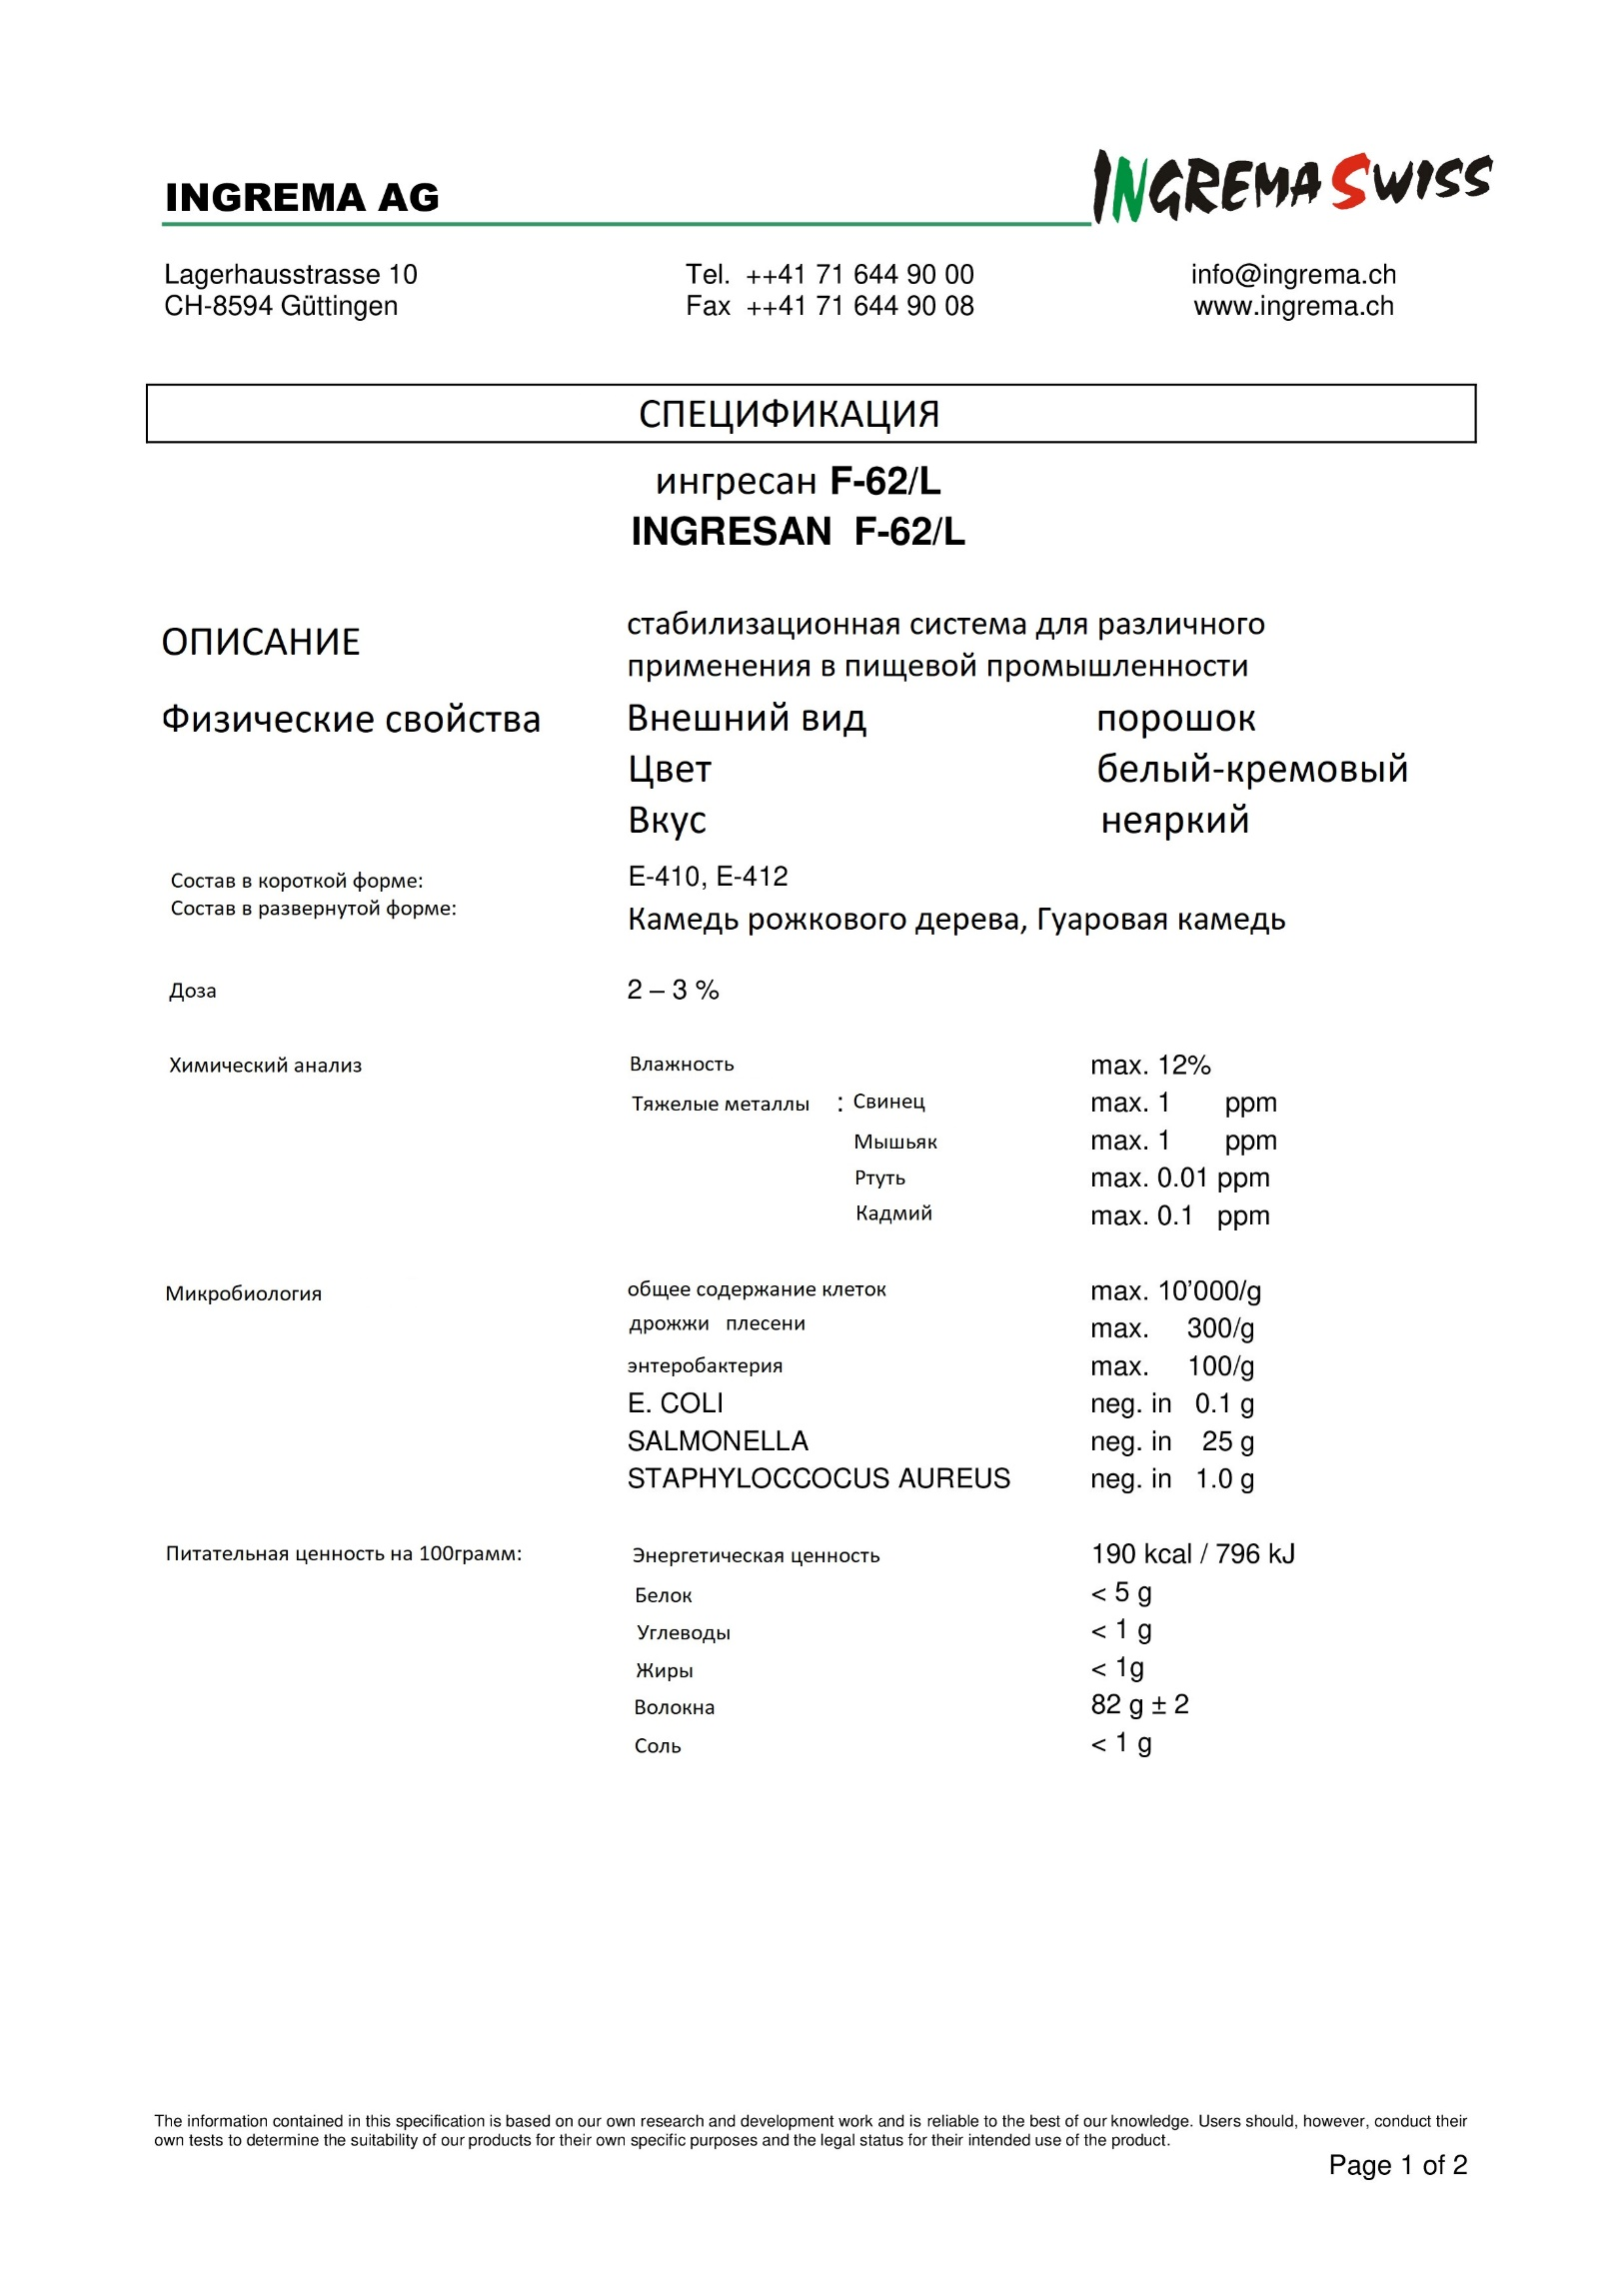 INGREMA AG
INGREMA SWISS
Lagerhausstrasse 10 Tel. ++41 71 644 90 00 info@ingrema.ch
CH-8594 Güttingen Fax ++41 71 644 90 08 www.ingrema.ch
СПЕЦИФИКАЦИЯ
ингресан F-62/L
INGRESAN F-62/L
ОПИСАНИЕ
стабилизационная система для различного
применения в пищевой промышленности
Физические свойства Внешний вид порошок
Цвет белый-кремовый
Вкус неяркий
Состав в короткой форме: E-410, E-412
Состав в развернутой форме: Камедь рожкового дерева, Гуаровая камедь
Доза 2 – 3 %
Химический анализ Влажность max. 12%
Тяжелые металлы : Свинец max. 1 ppm
Мышьяк max. 1 ppm
Ртуть max. 0.01 ppm
Кадмий max. 0.1 ppm
Микробиология общее содержание клеток max. 10’000/g
дрожжи плесени max. 300/g
энтеробактерия max. 100/g
E. COLI neg. in 0.1 g
SALMONELLA neg. in 25 g
STAPHYLOCCOCUS AUREUS neg. in 1.0 g
Питательная ценность на 100грамм: Энергетическая ценность 190 kcal / 796 kJ
Белок < 5 g
Углеводы < 1 g
Жиры < 1g
Волокна 82 g ± 2
Соль < 1 g
The information contained in this specification is based on our own research and development work and is reliable to the best of our knowledge. Users should, however, conduct their
own tests to determine the suitability of our products for their own specific purposes and the legal status for their intended use of the product.
Page 1 of 2